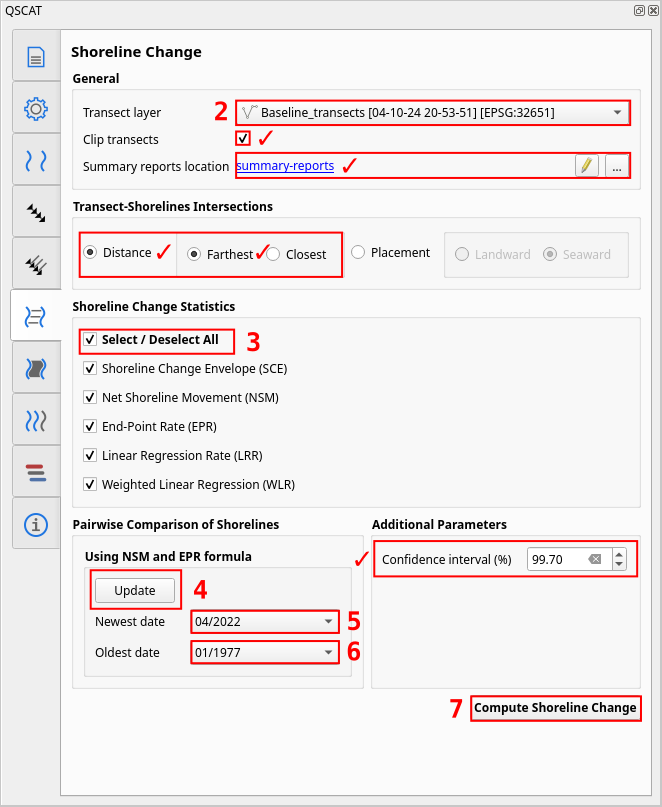 QSCAT
Shoreline Change
General
Transect layer 2 Baseline_transects [04-10-24 20-53-51] [EPSG:32651]
Clip transects
Summary reports location summary-reports ...
Transect-Shorelines Intersections
Distance Farthest Closest Placement Landward Seaward
Shoreline Change Statistics
Select / Deselect All 3
Shoreline Change Envelope (SCE)
Net Shoreline Movement (NSM)
End-Point Rate (EPR)
Linear Regression Rate (LRR)
Weighted Linear Regression (WLR)
Pairwise Comparison of Shorelines Additional Parameters
Using NSM and EPR formula Confidence interval (%) 99.70
Update 4
Newest date 04/2022 5
Oldest date 01/1977 6
7 Compute Shoreline Change